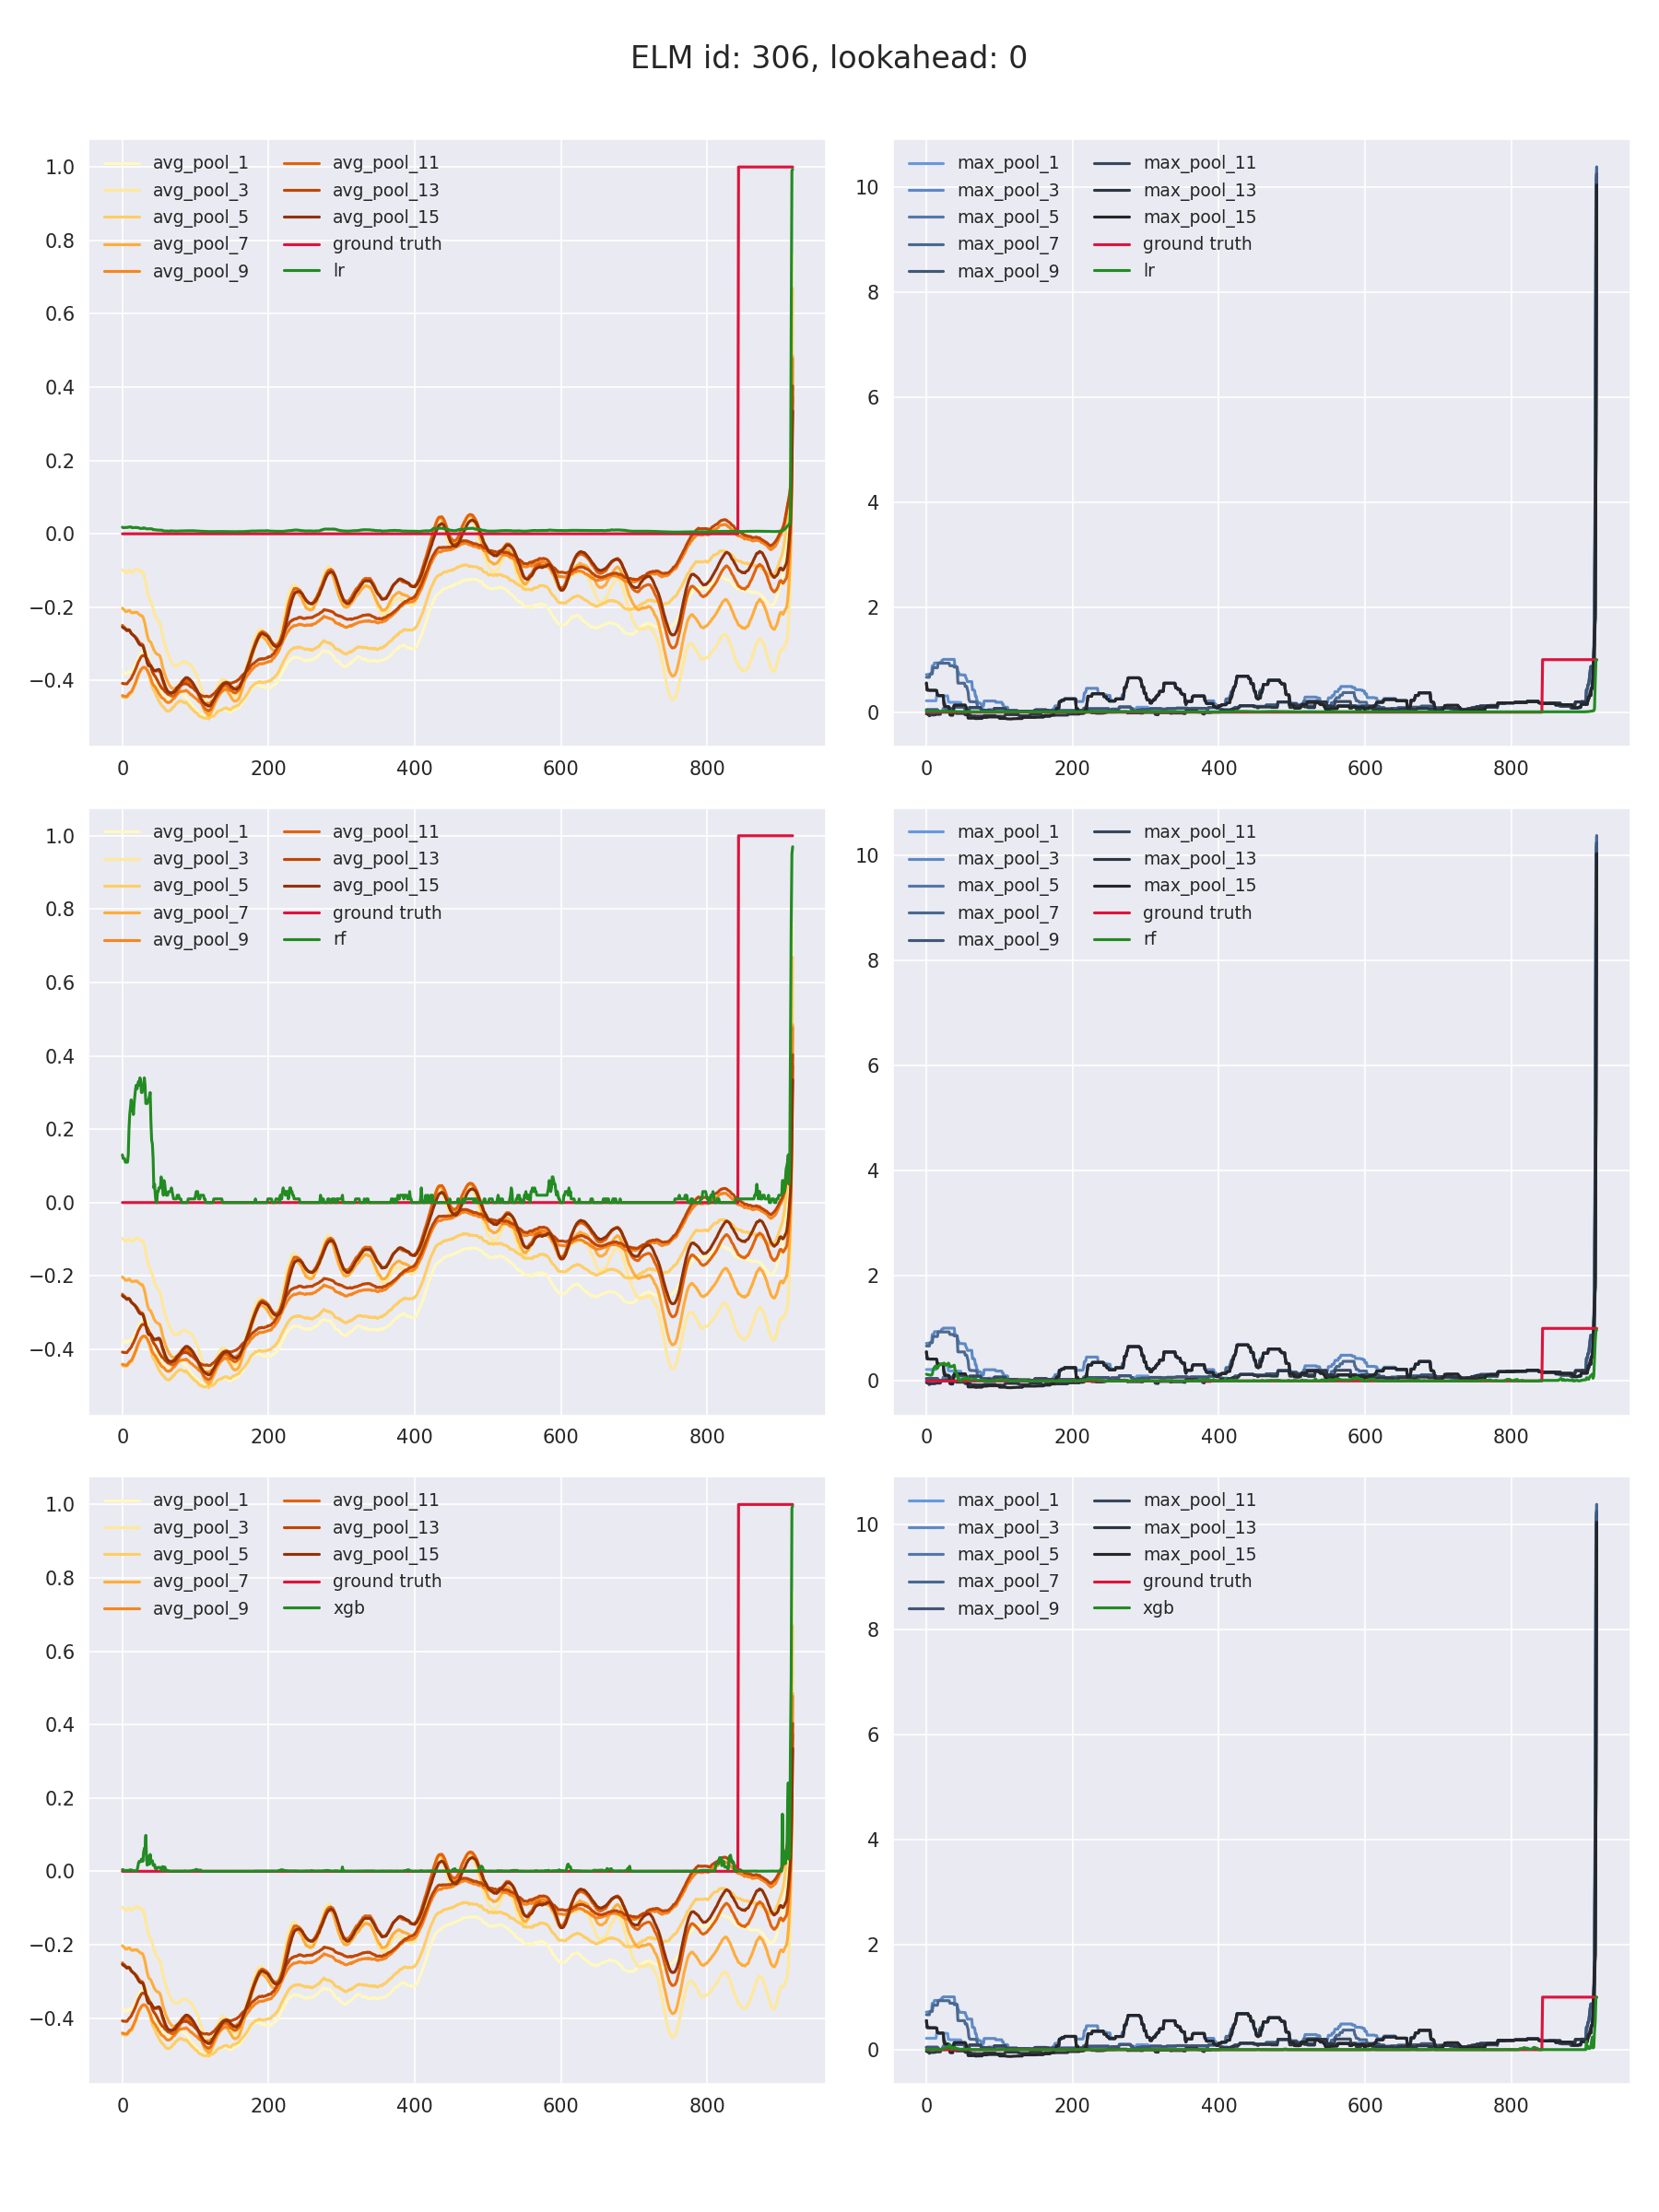 ELM id: 306, lookahead: 0
avg_pool_1 avg_pool_11
avg_pool_3 avg_pool_13
avg_pool_5 avg_pool_15
avg_pool_7 ground truth
avg_pool_9 lr
1.0
0.8
0.6
0.4
0.2
0.0
−0.2
−0.4
0 200 400 600 800
max_pool_1 max_pool_11
max_pool_3 max_pool_13
max_pool_5 max_pool_15
max_pool_7 ground truth
max_pool_9 lr
10
8
6
4
2
0
0 200 400 600 800
avg_pool_1 avg_pool_11
avg_pool_3 avg_pool_13
avg_pool_5 avg_pool_15
avg_pool_7 ground truth
avg_pool_9 rf
1.0
0.8
0.6
0.4
0.2
0.0
−0.2
−0.4
0 200 400 600 800
max_pool_1 max_pool_11
max_pool_3 max_pool_13
max_pool_5 max_pool_15
max_pool_7 ground truth
max_pool_9 rf
10
8
6
4
2
0
0 200 400 600 800
avg_pool_1 avg_pool_11
avg_pool_3 avg_pool_13
avg_pool_5 avg_pool_15
avg_pool_7 ground truth
avg_pool_9 xgb
1.0
0.8
0.6
0.4
0.2
0.0
−0.2
−0.4
0 200 400 600 800
max_pool_1 max_pool_11
max_pool_3 max_pool_13
max_pool_5 max_pool_15
max_pool_7 ground truth
max_pool_9 xgb
10
8
6
4
2
0
0 200 400 600 800